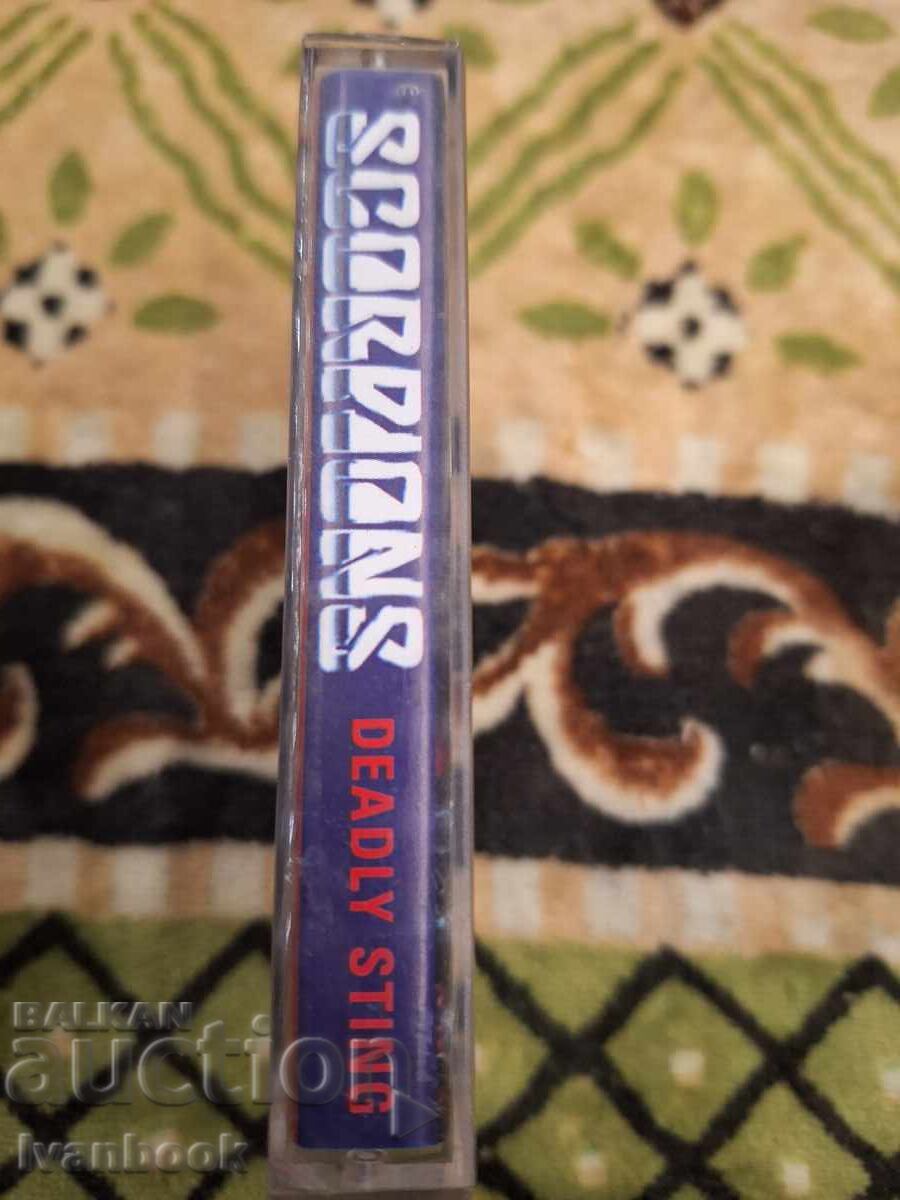 SCORPIONS DEADLY STING
BALKAN
auction
Ivanbook